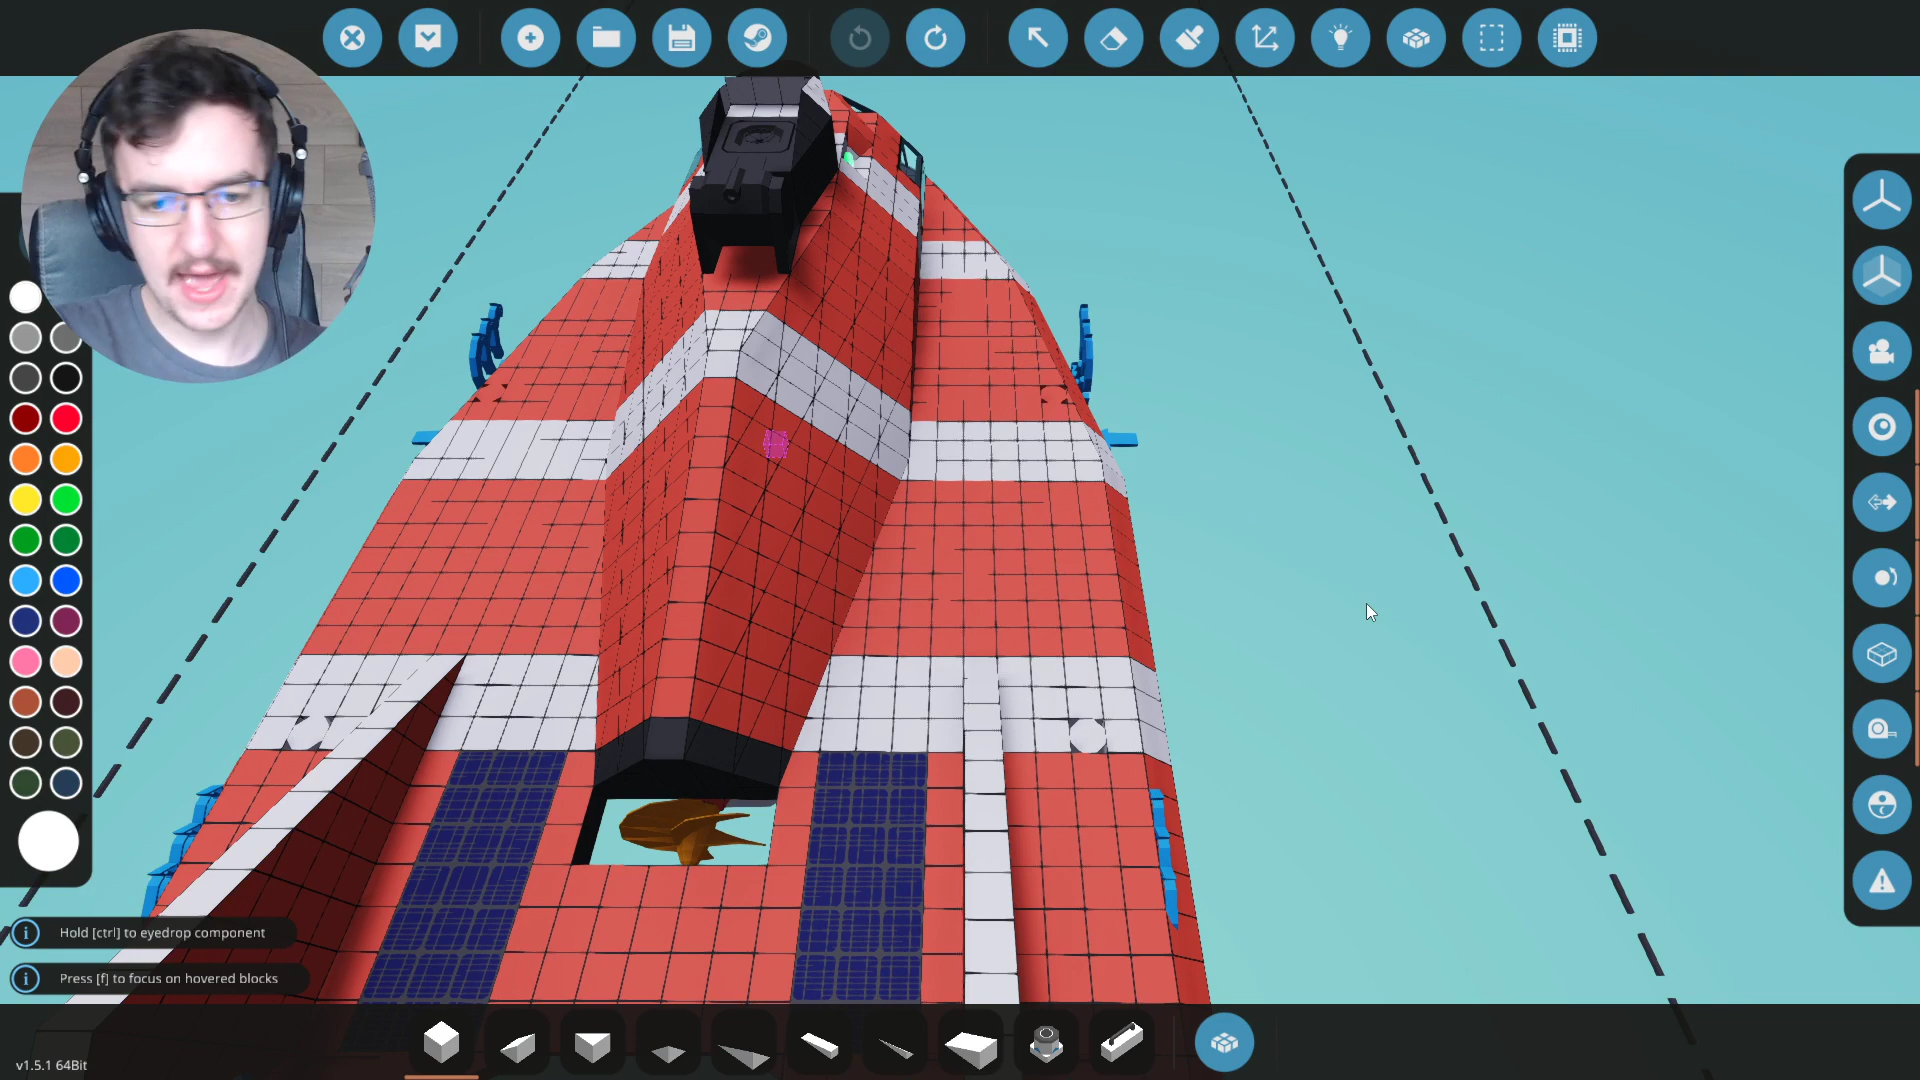 Hold [ctrl] to eyedrop component
Press [f] to focus on hovered blocks
v1.5.1 64Bit